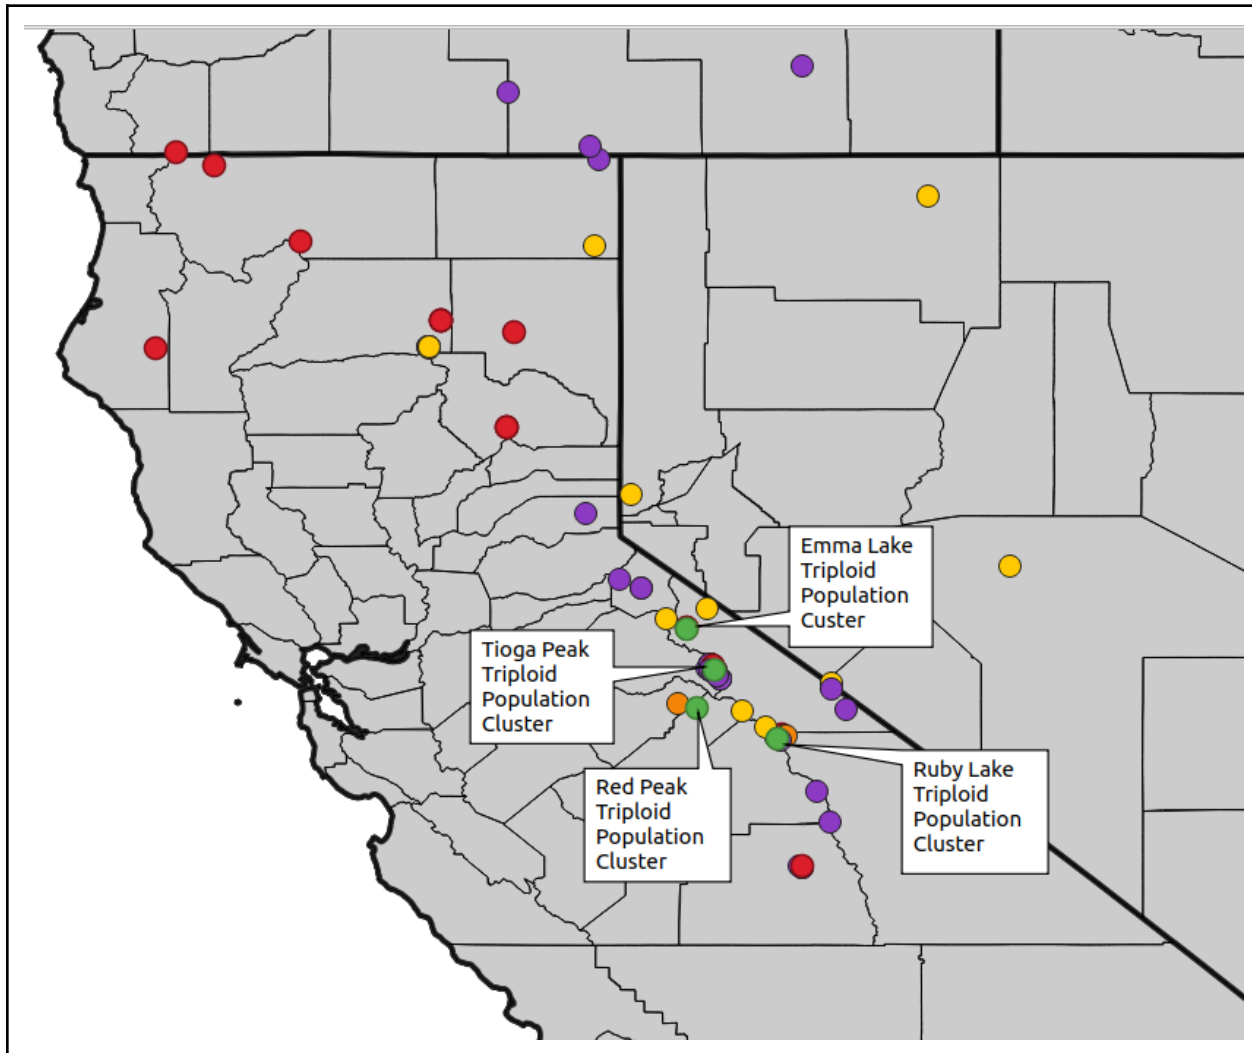 Emma Lake
Triploid
Population
Custer
Tioga Peak
Triploid
Population
Cluster
Red Peak
Triploid
Population
Cluster
Ruby Lake
Triploid
Population
Cluster